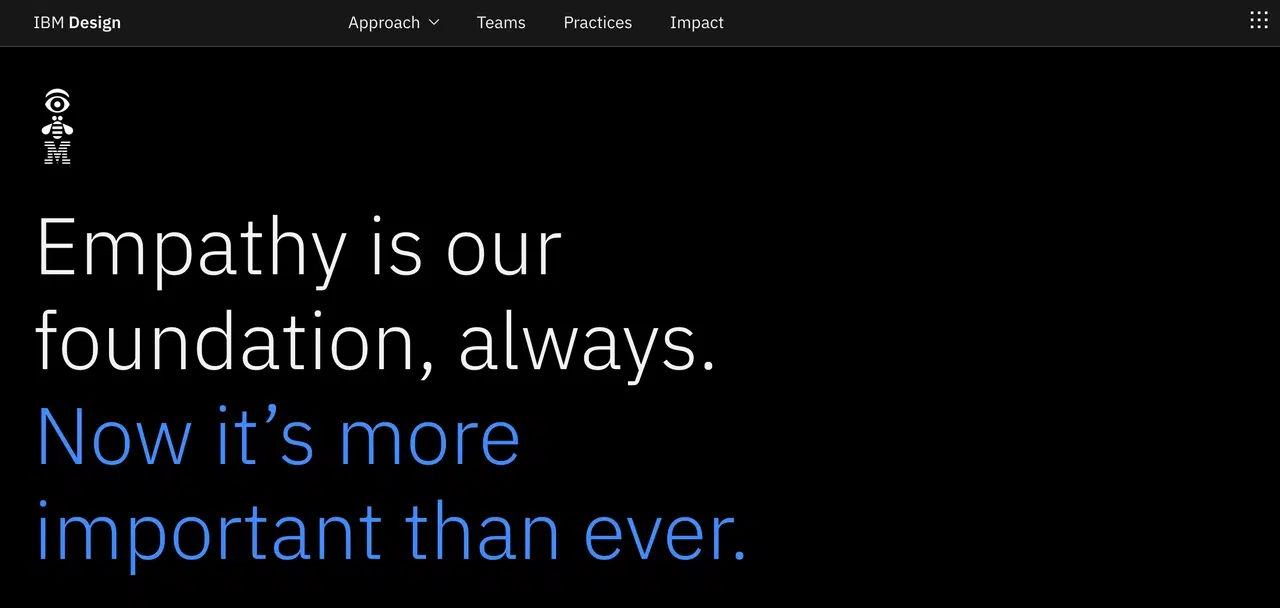 IBM Design
Approach
Teams
Practices
Impact
M
Empathy is our
foundation, always.
Now it’s more
important than ever.